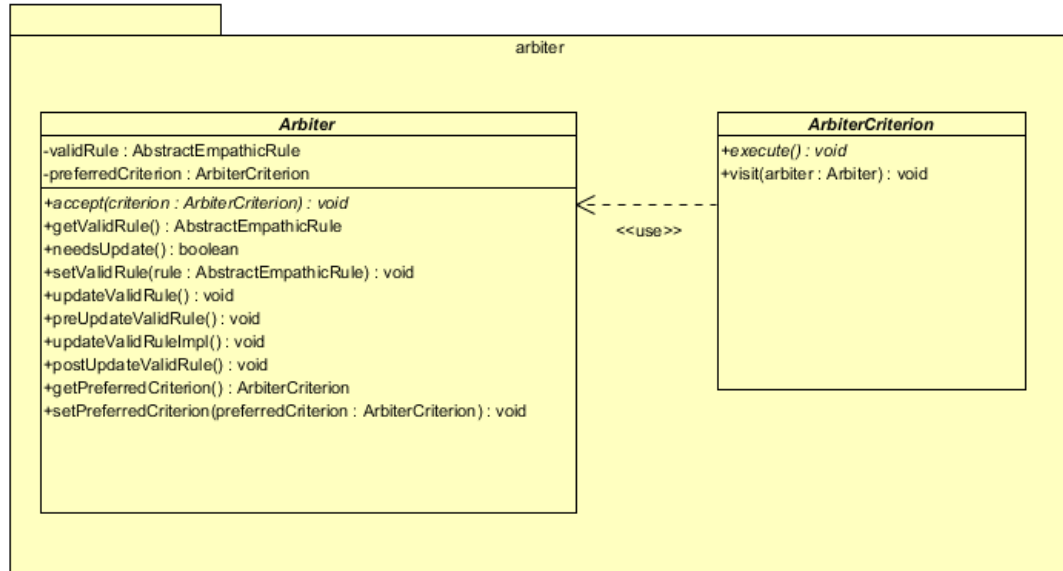 arbiter
Arbiter
-validRule : AbstractEmpathicRule
-preferredCriterion : ArbiterCriterion
+accept(criterion : ArbiterCriterion) : void
+getValidRule() : AbstractEmpathicRule
+needsUpdate() : boolean
+setValidRule(rule : AbstractEmpathicRule) : void
+updateValidRule() : void
+preUpdateValidRule() : void
+updateValidRuleImpl() : void
+postUpdateValidRule() : void
+getPreferredCriterion() : ArbiterCriterion
+setPreferredCriterion(preferredCriterion : ArbiterCriterion) : void
<<use>>
ArbiterCriterion
+execute() : void
+visit(arbiter : Arbiter) : void